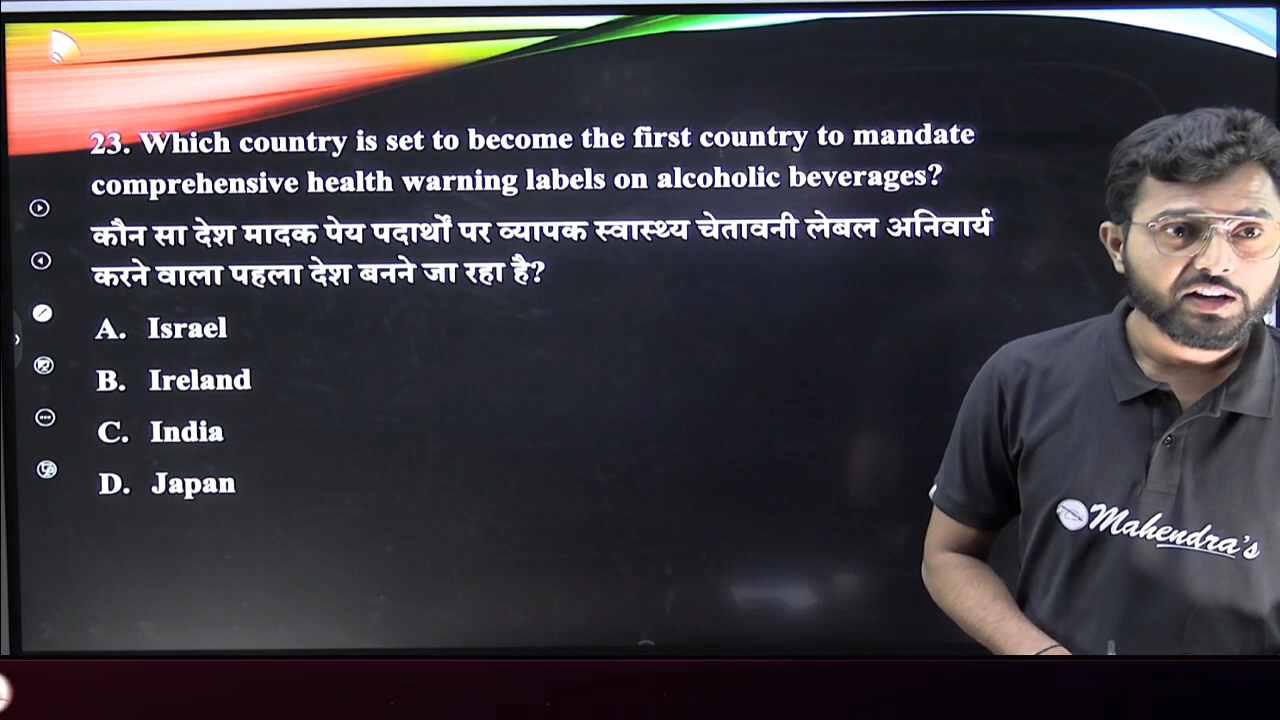 23. Which country is set to become the first country to mandate
comprehensive health warning labels on alcoholic beverages?
कौन सा देश मादक पेय पदार्थों पर व्यापक स्वास्थ्य चेतावनी लेबल अनिवार्य
करने वाला पहला देश बनने जा रहा है?
A. Israel
B. Ireland
C. India
D. Japan
Mahendra's